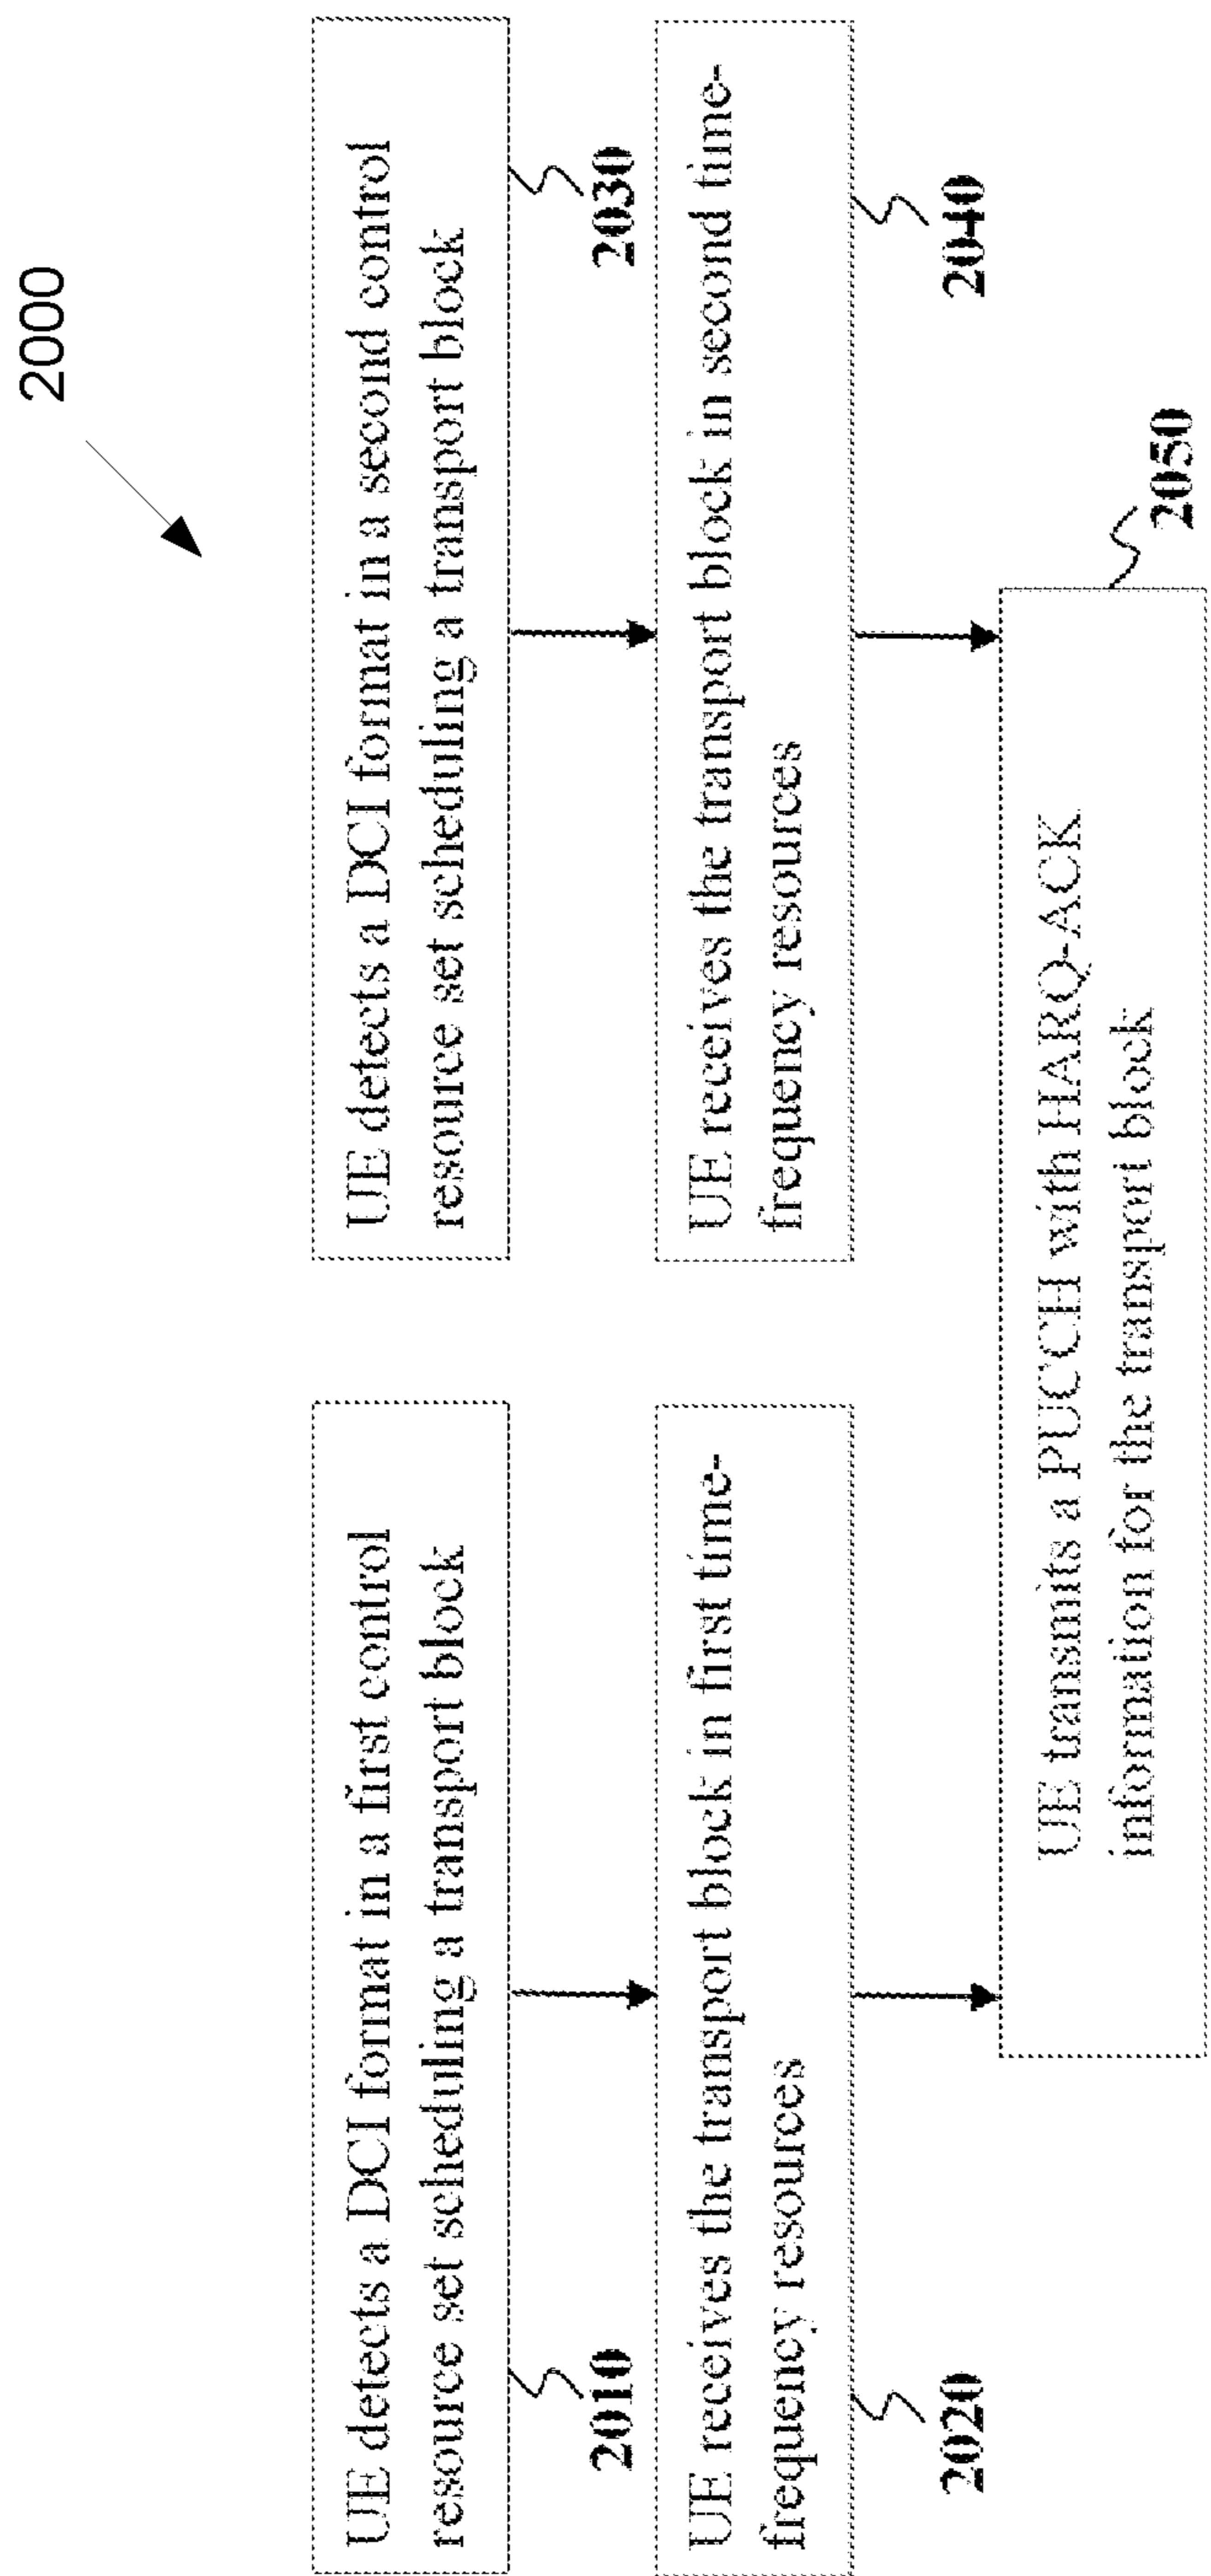 2000
UE detects a DCI format in a first control
resource set scheduling a transport block
2010
UE receives the transport block in first time-
frequency resources
2020
UE detects a DCI format in a second control
resource set scheduling a transport block
2030
UE receives the transport block in second time-
frequency resources
2040
UE transmits a PUCCH with HARQ-ACK
information for the transport block
2050